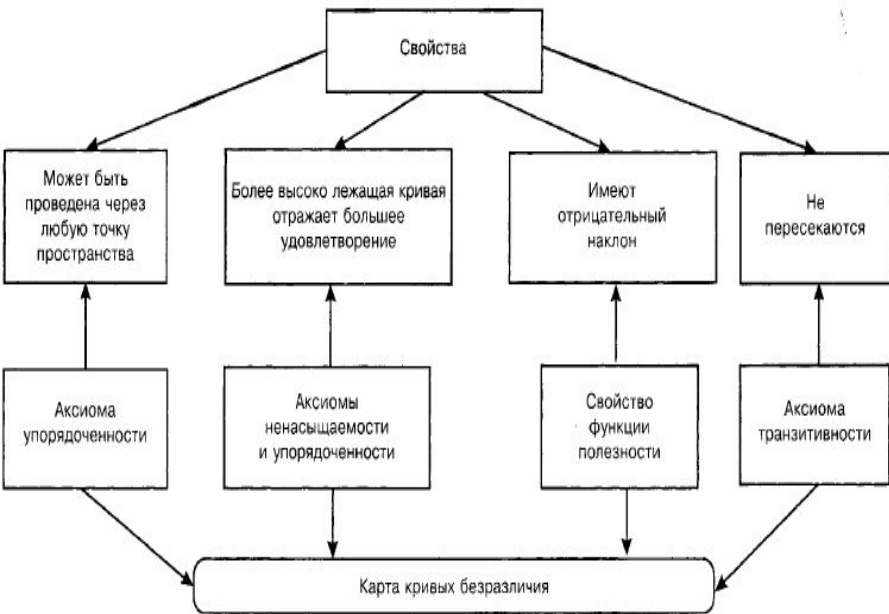 Свойства
Может быть
проведена через
любую точку
пространства
Более высоко лежащая кривая
отражает большее
удовлетворение
Имеют
отрицательный
наклон
Не
пересекаются
Аксиома
упорядоченности
Аксиомы
ненасыщаемости
и упорядоченности
Свойство
функции
полезности
Аксиома
транзитивности
Карта кривых безразличия